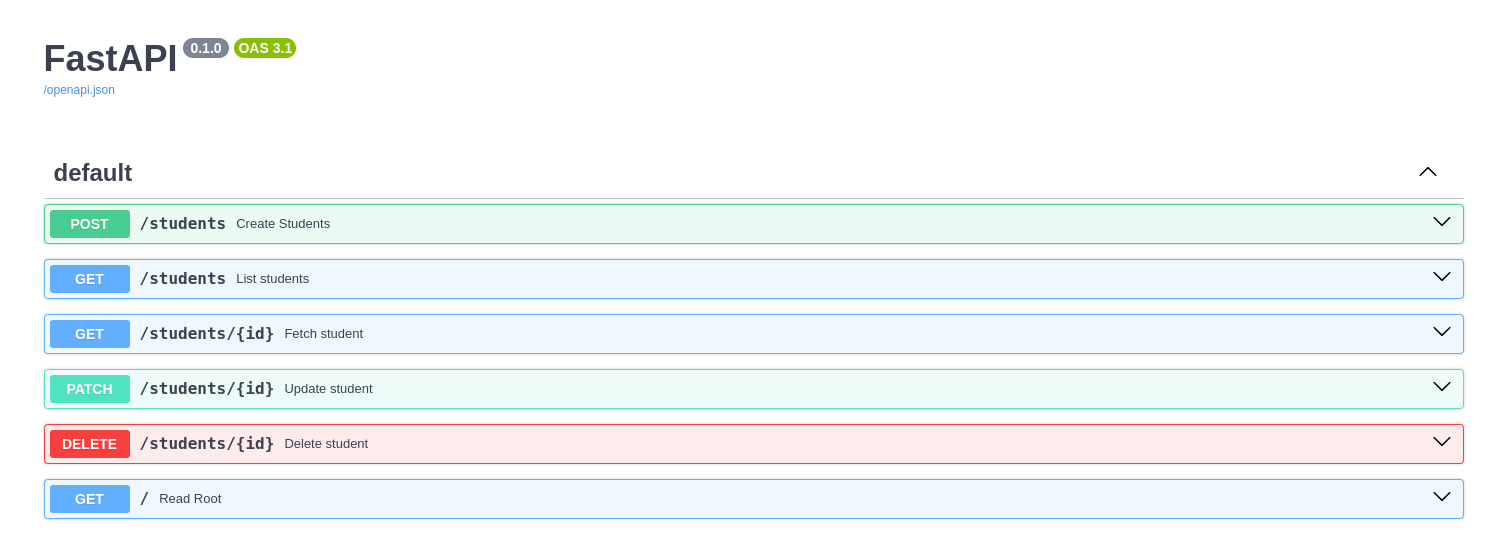 FastAPI 0.1.0 OAS 3.1
/openapi.json
default
POST /students Create Students
GET /students List students
GET /students/{id} Fetch student
PATCH /students/{id} Update student
DELETE /students/{id} Delete student
GET / Read Root